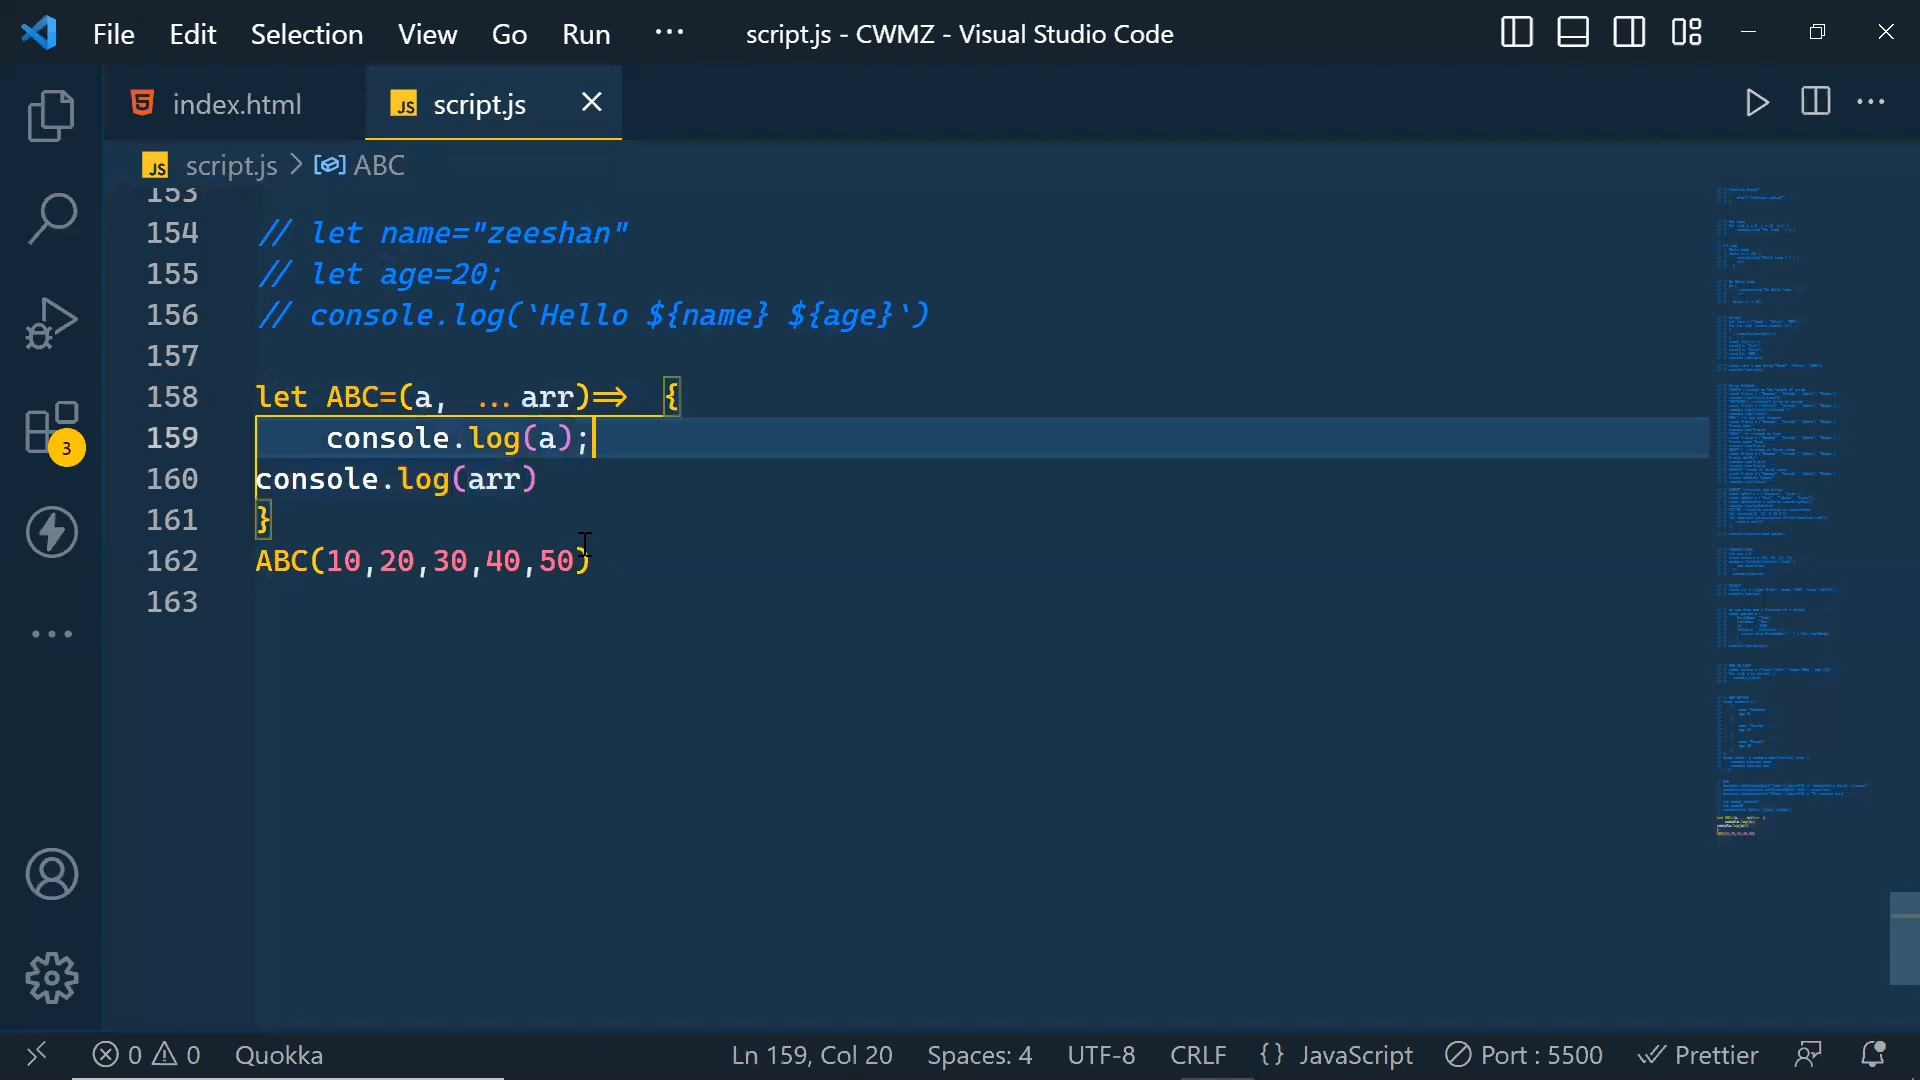 File Edit Selection View Go Run ··· script.js - CWMZ - Visual Studio Code
index.html JS script.js
JS script.js > ABC
153
154 // let name="zeeshan"
155 // let age=20;
156 // console.log(`Hello ${name} ${age}`)
157
158 let ABC=(a, ...arr)=> {
159 console.log(a);
160 console.log(arr)
161 }
162 ABC(10,20,30,40,50)
163
3
0 0 Quokka Ln 159, Col 20 Spaces: 4 UTF-8 CRLF {} JavaScript Port : 5500 Prettier